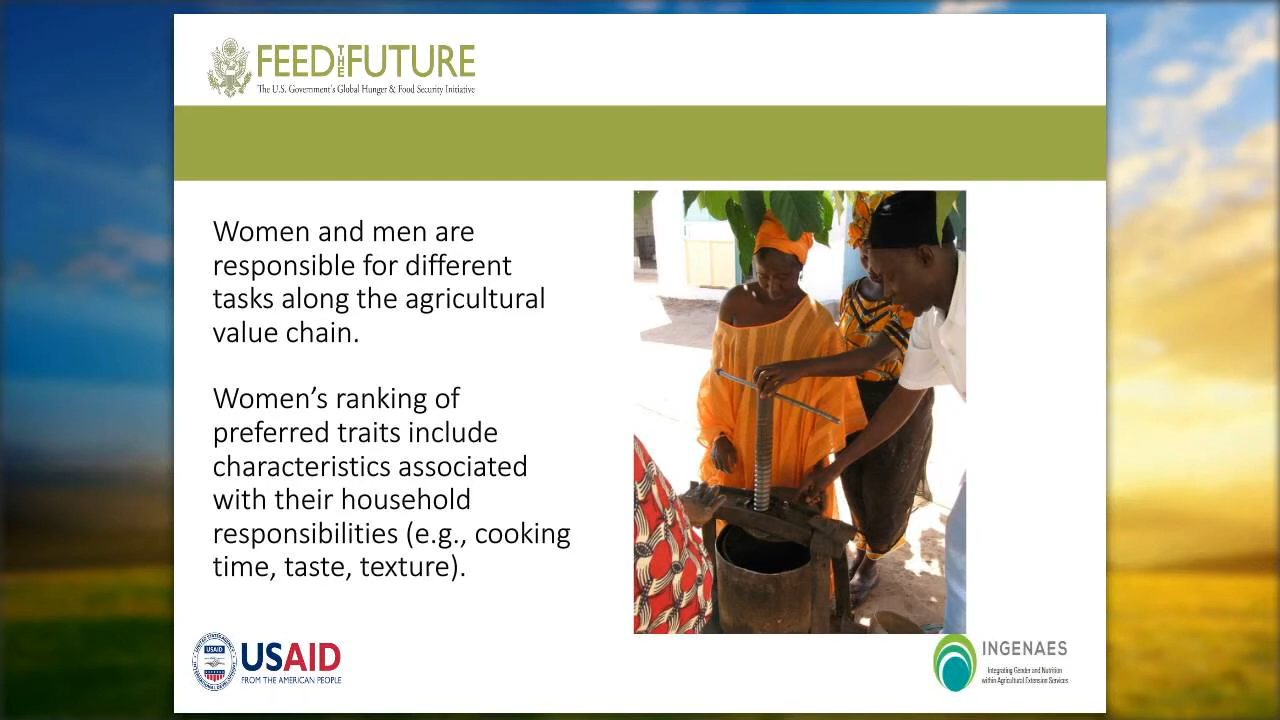 FEED THE FUTURE
The U.S. Government's Global Hunger & Food Security Initiative
Women and men are
responsible for different
tasks along the agricultural
value chain.
Women’s ranking of
preferred traits include
characteristics associated
with their household
responsibilities (e.g., cooking
time, taste, texture).
USAID
USAID
FROM THE AMERICAN PEOPLE
INGENAES
Integrating Gender and Nutrition
within Agricultural Extension Services